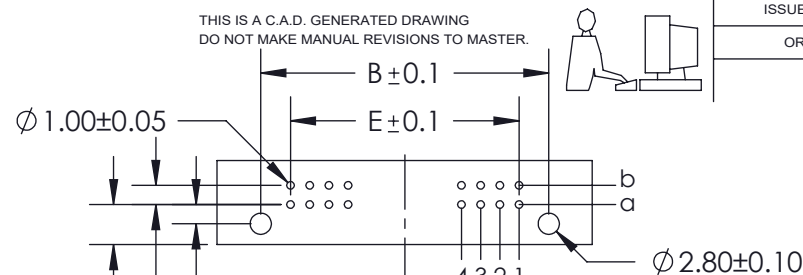 THIS IS A C.A.D. GENERATED DRAWING
DO NOT MAKE MANUAL REVISIONS TO MASTER.
ISSUE
OR
B±0.1
∅1.00±0.05
E±0.1
b
a
4 3 2 1
∅2.80±0.10